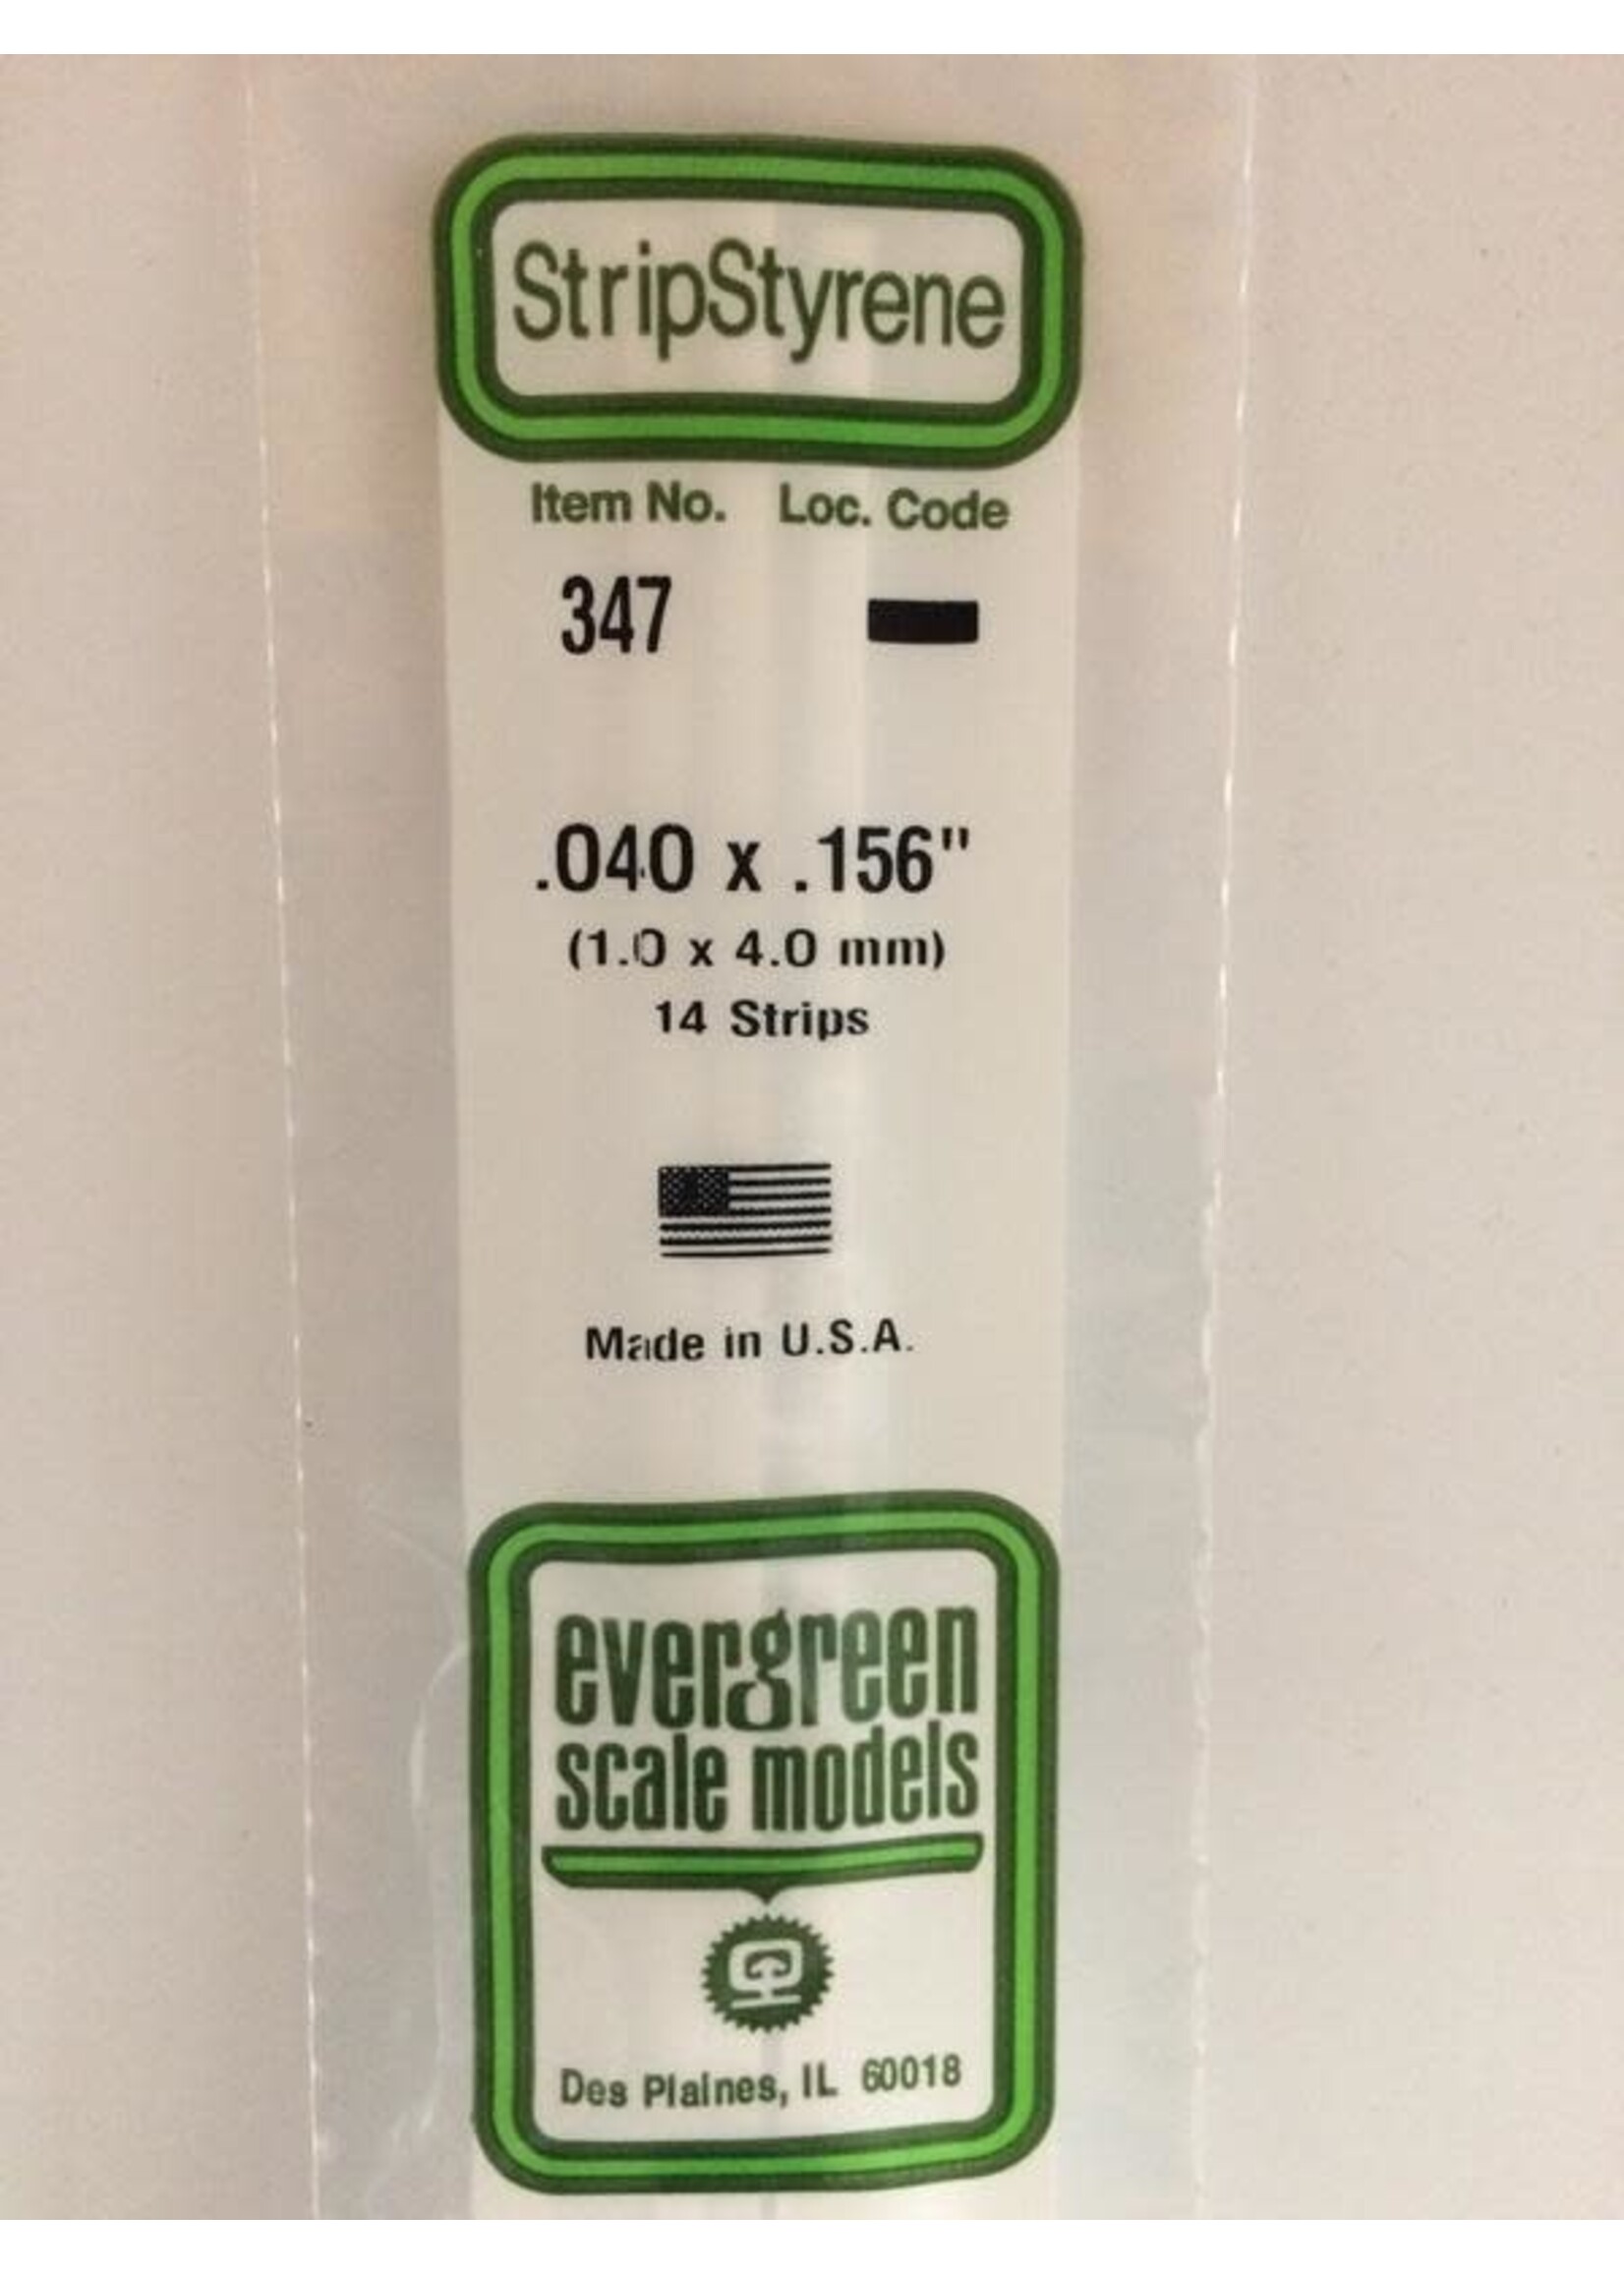 StripStyrene
Item No. Loc. Code
347
.040 x .156"
(1.0 x 4.0 mm)
14 Strips
Made in U.S.A.
evergreen
scale models
Des Plaines, IL 60018